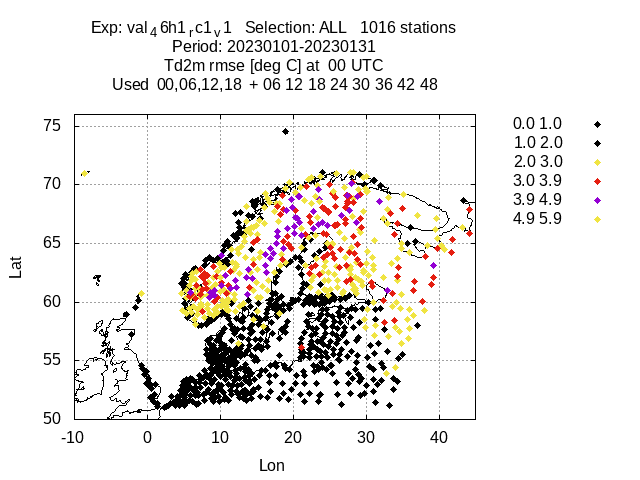 Exp: val4 6h1r c1v 1 Selection: ALL 1016 stations
Period: 20230101-20230131
Td2m rmse [deg C] at 00 UTC
Used 00,06,12,18 + 06 12 18 24 30 36 42 48
75
70
65
60
55
50
Lat
-10 0 10 20 30 40
Lon
0.0 1.0
1.0 2.0
2.0 3.0
3.0 3.9
3.9 4.9
4.9 5.9